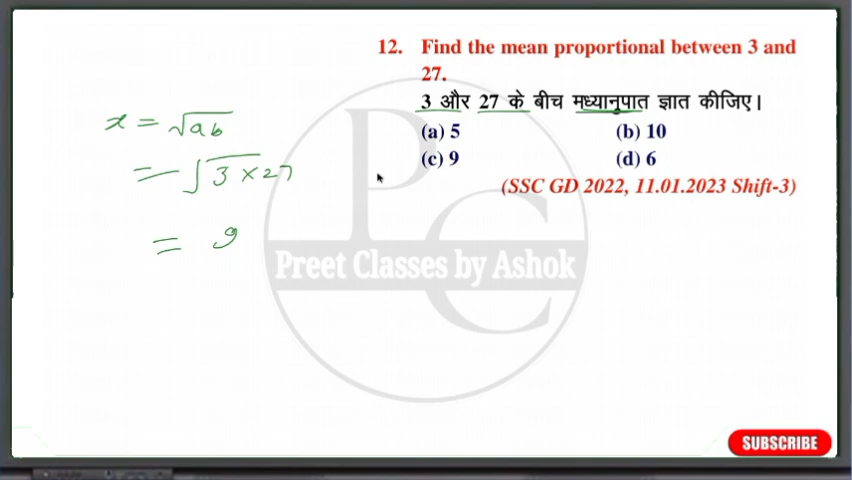 12. Find the mean proportional between 3 and
27.
3 और 27 के बीच मध्यानुपात ज्ञात कीजिए।
(a) 5 (b) 10
(c) 9 (d) 6
(SSC GD 2022, 11.01.2023 Shift-3)
x = √ab
= √3×27
= 9
Preet Classes by Ashok
SUBSCRIBE